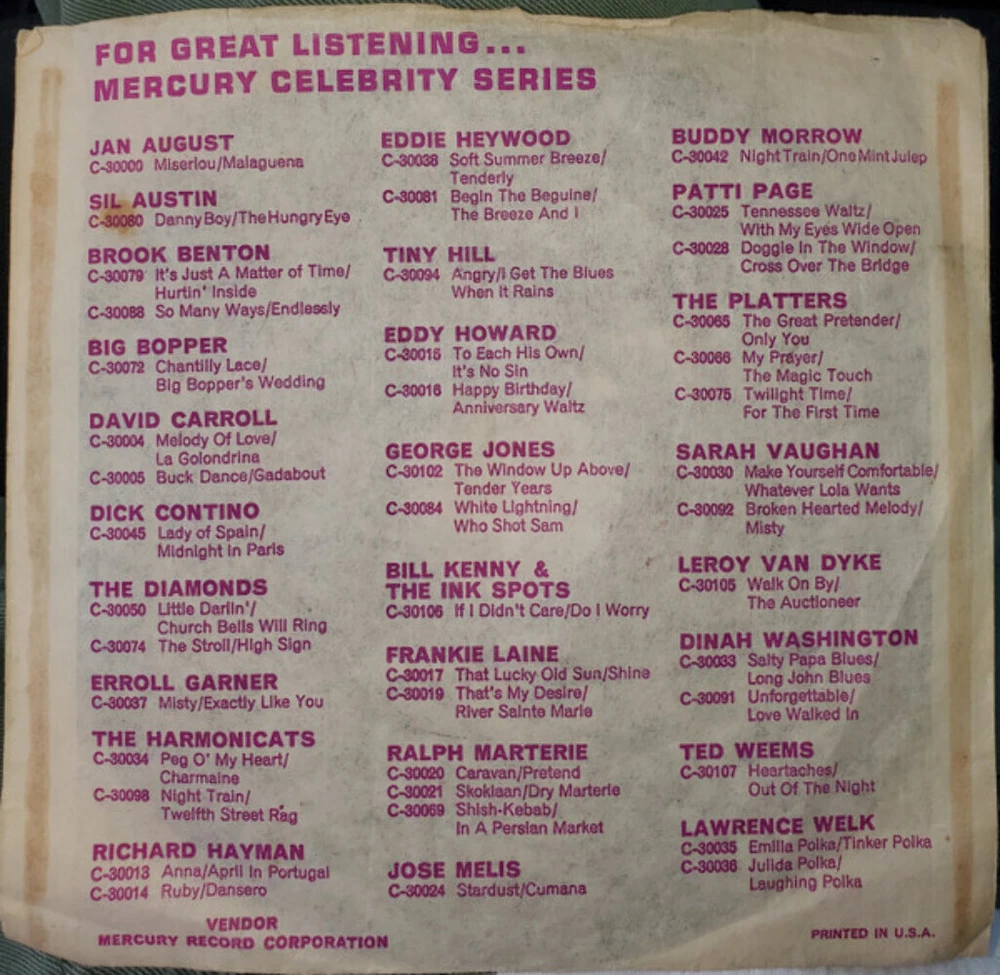 FOR GREAT LISTENING...
MERCURY CELEBRITY SERIES
JAN AUGUST
C-30000 Miserlou/Malaguena
SIL AUSTIN
C-30080 Danny Boy/The Hungry Eye
BROOK BENTON
C-30079 It's Just A Matter of Time/
Hurtin' Inside
C-30088 So Many Ways/Endlessly
BIG BOPPER
C-30072 Chantilly Lace/
Big Bopper's Wedding
DAVID CARROLL
C-30004 Melody Of Love/
La Golondrina
C-30005 Buck Dance/Gadabout
DICK CONTINO
C-30045 Lady of Spain/
Midnight In Paris
THE DIAMONDS
C-30050 Little Darlin'/
Church Bells Will Ring
C-30074 The Stroll/High Sign
ERROLL GARNER
C-30037 Misty/Exactly Like You
THE HARMONICATS
C-30034 Peg O' My Heart/
Charmaine
C-30098 Night Train/
Twelfth Street Rag
RICHARD HAYMAN
C-30013 Anna/April In Portugal
C-30014 Ruby/Dansero
EDDIE HEYWOOD
C-30038 Soft Summer Breeze/
Tenderly
C-30081 Begin The Beguine/
The Breeze And I
TINY HILL
C-30094 Angry/I Get The Blues
When it Rains
EDDY HOWARD
C-30015 To Each His Own/
It's No Sin
C-30016 Happy Birthday/
Anniversary Waltz
GEORGE JONES
C-30102 The Window Up Above/
Tender Years
C-30084 White Lightning/
Who Shot Sam
BILL KENNY &
THE INK SPOTS
C-30106 If I Didn't Care/Do I Worry
FRANKIE LAINE
C-30017 That Lucky Old Sun/Shine
C-30019 That's My Desire/
River Sainte Marie
RALPH MARTERIE
C-30020 Caravan/Pretend
C-30021 Skokiaan/Dry Marterie
C-30069 Shish-Kebab/
In A Persian Market
JOSE MELIS
C-30024 Stardust/Cumana
BUDDY MORROW
C-30042 Night Train/One Mint Julep
PATTI PAGE
C-30025 Tennessee Waltz/
With My Eyes Wide Open
C-30028 Doggie In The Window/
Cross Over The Bridge
THE PLATTERS
C-30065 The Great Pretender/
Only You
C-30066 My Prayer/
The Magic Touch
C-30075 Twilight Time/
For The First Time
SARAH VAUGHAN
C-30030 Make Yourself Comfortable/
Whatever Lola Wants
C-30092 Broken Hearted Melody/
Misty
LEROY VAN DYKE
C-30105 Walk On By/
The Auctioneer
DINAH WASHINGTON
C-30033 Salty Papa Blues/
Long John Blues
C-30091 Unforgettable/
Love Walked In
TED WEEMS
C-30107 Heartaches/
Out Of The Night
LAWRENCE WELK
C-30035 Emilia Polka/Tinker Polka
C-30036 Julida Polka/
Laughing Polka
VENDOR
MERCURY RECORD CORPORATION
PRINTED IN U.S.A.